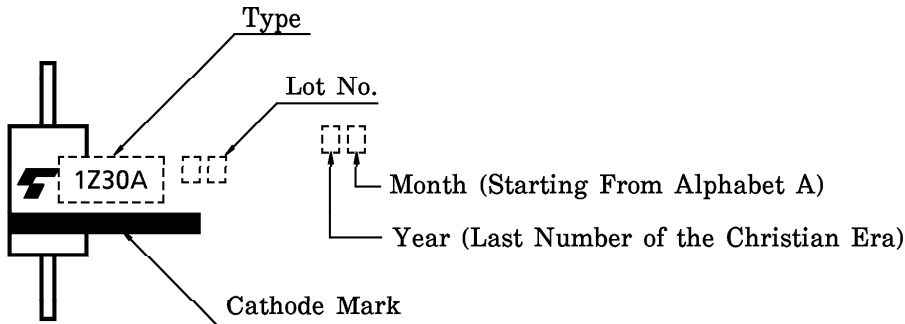 Type
Lot No.
1Z30A
Month (Starting From Alphabet A)
Year (Last Number of the Christian Era)
Cathode Mark